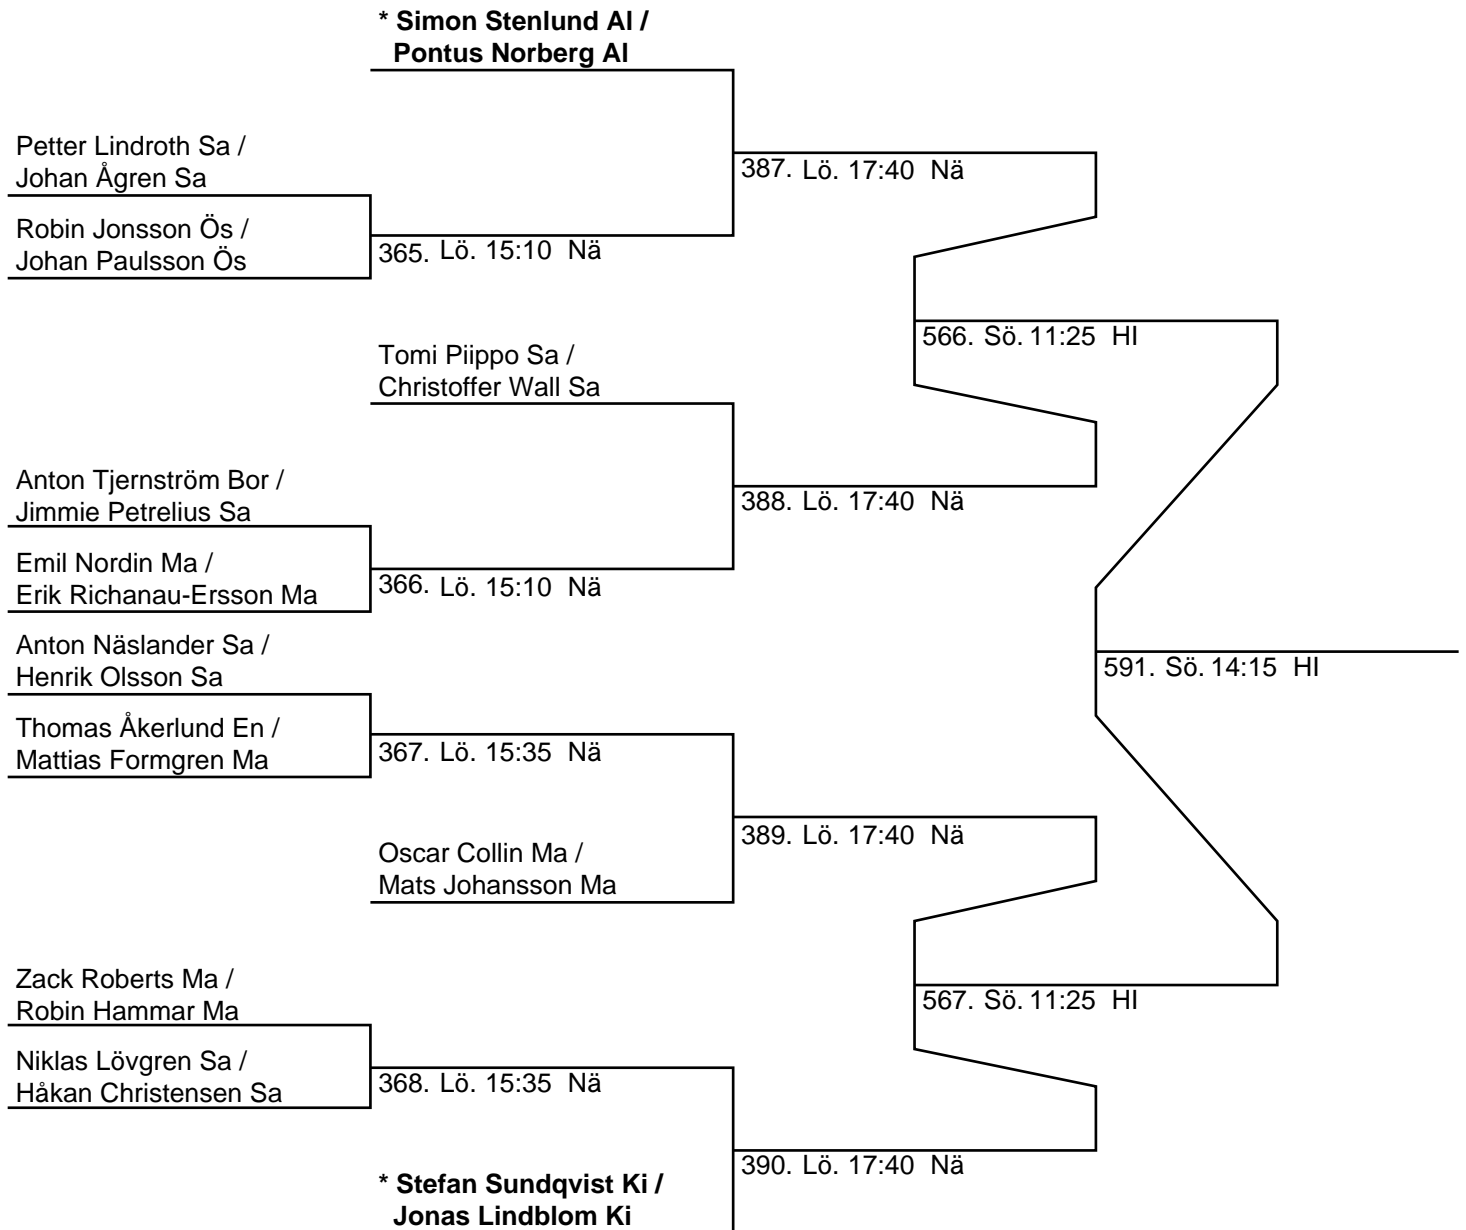 * Simon Stenlund Al /
Pontus Norberg Al
Petter Lindroth Sa /
Johan Ågren Sa
387. Lö. 17:40 Nä
Robin Jonsson Ös /
Johan Paulsson Ös
365. Lö. 15:10 Nä
566. Sö. 11:25 HI
Tomi Piippo Sa /
Christoffer Wall Sa
Anton Tjernström Bor /
Jimmie Petrelius Sa
388. Lö. 17:40 Nä
Emil Nordin Ma /
Erik Richanau-Ersson Ma
366. Lö. 15:10 Nä
Anton Näslander Sa /
Henrik Olsson Sa
591. Sö. 14:15 HI
Thomas Åkerlund En /
Mattias Formgren Ma
367. Lö. 15:35 Nä
389. Lö. 17:40 Nä
Oscar Collin Ma /
Mats Johansson Ma
Zack Roberts Ma /
Robin Hammar Ma
567. Sö. 11:25 HI
Niklas Lövgren Sa /
Håkan Christensen Sa
368. Lö. 15:35 Nä
390. Lö. 17:40 Nä
* Stefan Sundqvist Ki /
Jonas Lindblom Ki